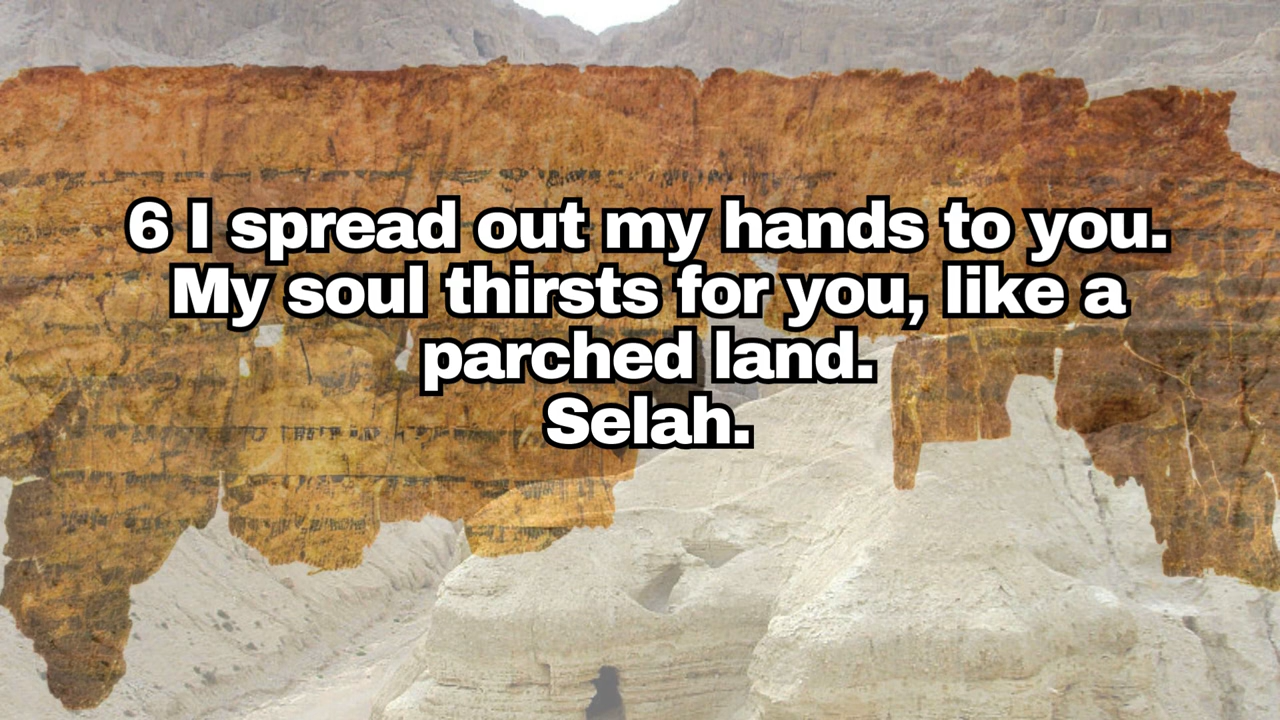 6 I spread out my hands to you.
My soul thirsts for you, like a
parched land.
Selah.